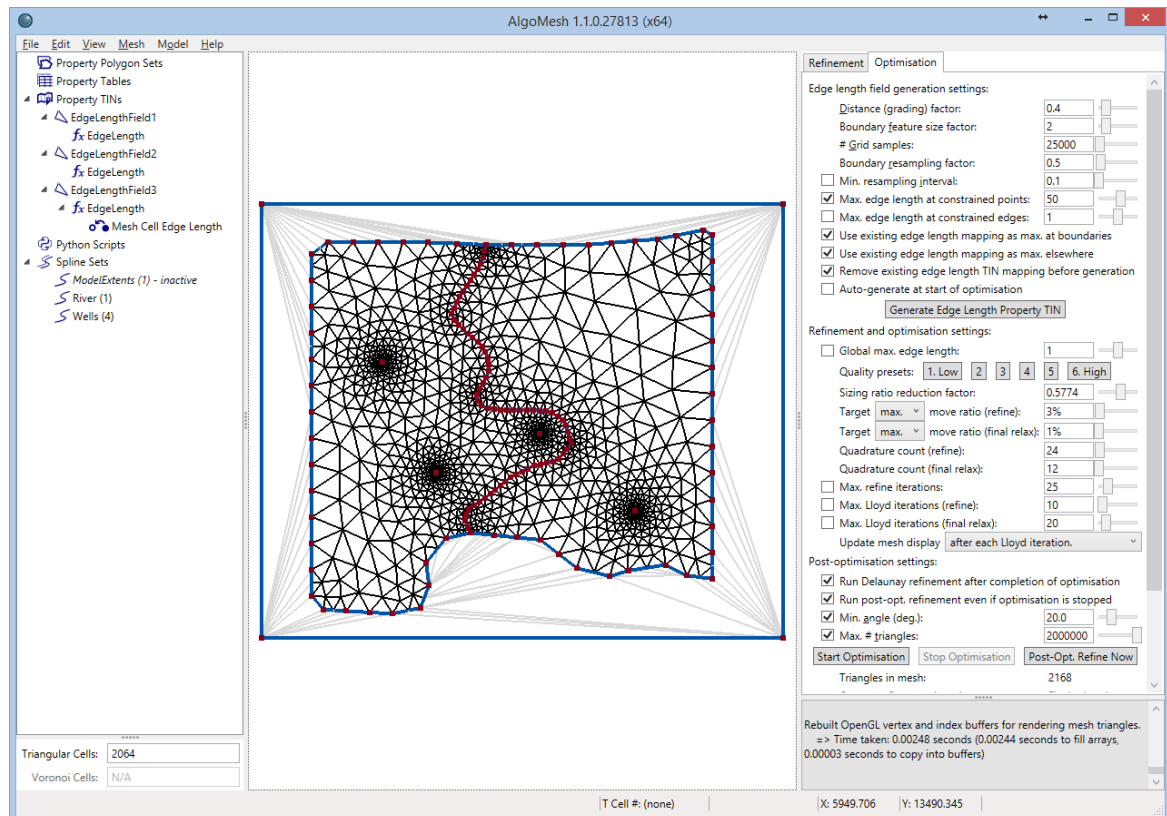 AlgoMesh 1.1.0.27813 (x64)
File Edit View Mesh Model Help
Property Polygon Sets
Property Tables
Property TINs
EdgeLengthField1
fx EdgeLength
EdgeLengthField2
fx EdgeLength
EdgeLengthField3
fx EdgeLength
Mesh Cell Edge Length
Python Scripts
Spline Sets
ModelExtents (1) - inactive
River (1)
Wells (4)
Triangular Cells: 2064
Voronoi Cells: N/A
Refinement Optimisation
Edge length field generation settings:
Distance (grading) factor: 0.4
Boundary feature size factor: 2
# Grid samples: 25000
Boundary resampling factor: 0.5
Min. resampling interval: 0.1
Max. edge length at constrained points: 50
Max. edge length at constrained edges: 1
Use existing edge length mapping as max. at boundaries
Use existing edge length mapping as max. elsewhere
Remove existing edge length TIN mapping before generation
Auto-generate at start of optimisation
Generate Edge Length Property TIN
Refinement and optimisation settings:
Global max. edge length: 1
Quality presets: 1. Low 2 3 4 5 6. High
Sizing ratio reduction factor: 0.5774
Target max. move ratio (refine): 3%
Target max. move ratio (final relax): 1%
Quadrature count (refine): 24
Quadrature count (final relax): 12
Max. refine iterations: 25
Max. Lloyd iterations (refine): 10
Max. Lloyd iterations (final relax): 20
Update mesh display after each Lloyd iteration.
Post-optimisation settings:
Run Delaunay refinement after completion of optimisation
Run post-opt. refinement even if optimisation is stopped
Min. angle (deg.): 20.0
Max. # triangles: 2000000
Start Optimisation Stop Optimisation Post-Opt. Refine Now
Triangles in mesh: 2168
Rebuilt OpenGL vertex and index buffers for rendering mesh triangles.
=> Time taken: 0.00248 seconds (0.00244 seconds to fill arrays,
0.00003 seconds to copy into buffers)
T Cell #: (none) X: 5949.706 Y: 13490.345